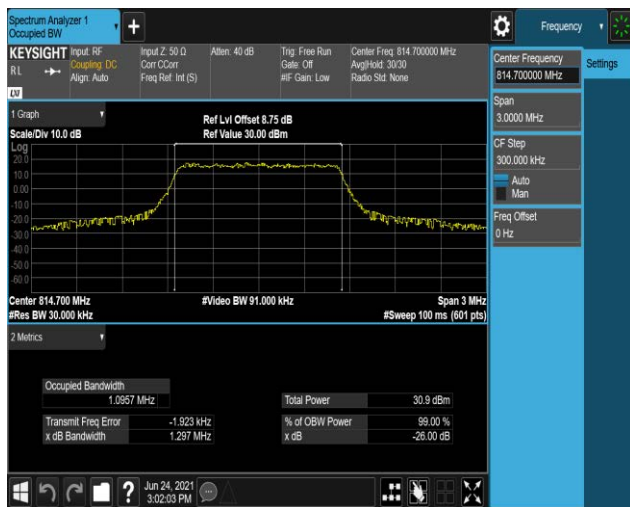 Spectrum Analyzer 1
Occupied BW
Frequency
KEYSIGHT
Input: RF
Coupling: DC
Align: Auto
Input Z: 50 Ω
Corr CCorr
Freq Ref: Int (S)
Atten: 40 dB
Trig: Free Run
Gate: Off
#IF Gain: Low
Center Freq: 814.700000 MHz
Avg|Hold: 30/30
Radio Std: None
RL
LXI
Center Frequency
814.700000 MHz
Settings
Span
3.0000 MHz
CF Step
300.000 kHz
Auto
Man
Freq Offset
0 Hz
1 Graph
Scale/Div 10.0 dB
Ref Lvl Offset 8.75 dB
Ref Value 30.00 dBm
Log
20.0
10.0
0.00
-10.0
-20.0
-30.0
-40.0
-50.0
-60.0
Center 814.700 MHz
#Video BW 91.000 kHz
Span 3 MHz
#Res BW 30.000 kHz
#Sweep 100 ms (601 pts)
2 Metrics
Occupied Bandwidth
1.0957 MHz
Total Power 30.9 dBm
Transmit Freq Error -1.923 kHz
% of OBW Power 99.00 %
x dB Bandwidth 1.297 MHz
x dB -26.00 dB
Jun 24, 2021
3:02:03 PM